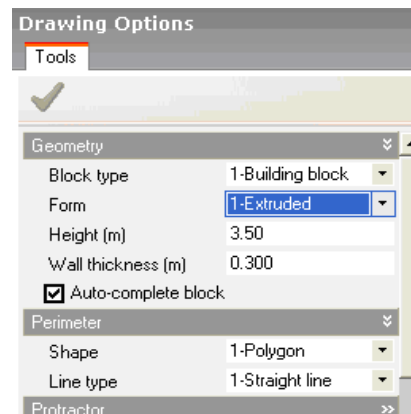 Drawing Options
Tools
Geometry
Block type 1-Building block
Form 1-Extruded
Height (m) 3.50
Wall thickness (m) 0.300
Auto-complete block
Perimeter
Shape 1-Polygon
Line type 1-Straight line
Protractor